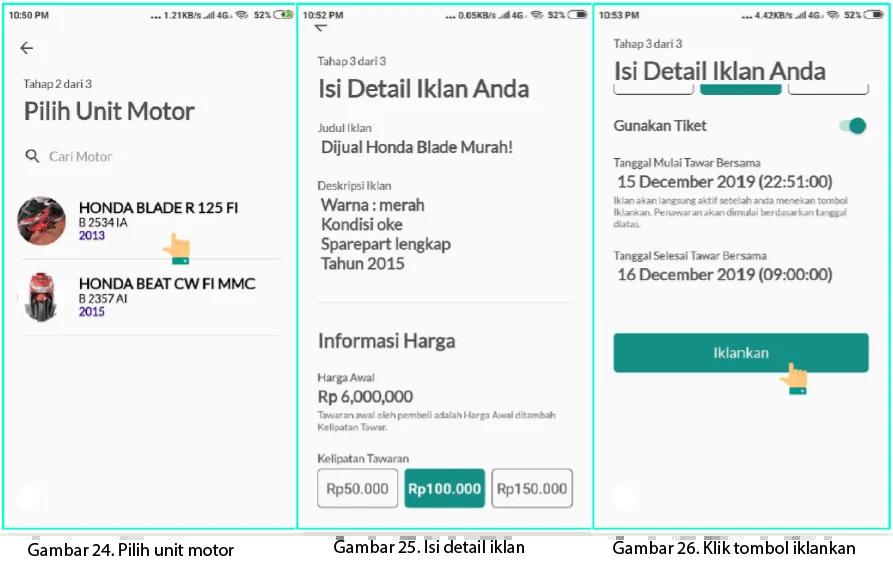 10:50 PM
... 1.21KB/s 4G 52%
Tahap 2 dari 3
Pilih Unit Motor
Cari Motor
HONDA BLADE R 125 FI
B 2534 IA
2013
HONDA BEAT CW FI MMC
B 2357 AI
2015
Gambar 24. Pilih unit motor
10:52 PM
... 0.05KB/s 4G 52%
Tahap 3 dari 3
Isi Detail Iklan Anda
Judul Iklan
Dijual Honda Blade Murah!
Deskripsi Iklan
Warna : merah
Kondisi oke
Sparepart lengkap
Tahun 2015
Informasi Harga
Harga Awal
Rp 6,000,000
Tawaran awal oleh pembeli adalah Harga Awal ditambah
Kelipatan Tawar.
Kelipatan Tawaran
Rp50.000 Rp100.000 Rp150.000
Gambar 25. Isi detail iklan
10:53 PM
... 4.42KB/s 4G 52%
Tahap 3 dari 3
Isi Detail Iklan Anda
Gunakan Tiket
Tanggal Mulai Tawar Bersama
15 December 2019 (22:51:00)
Iklan akan langsung aktif setelah anda menekan tombol
Iklankan. Penawaran akan dimulai berdasarkan tanggal
diatas.
Tanggal Selesai Tawar Bersama
16 December 2019 (09:00:00)
Iklankan
Gambar 26. Klik tombol iklankan